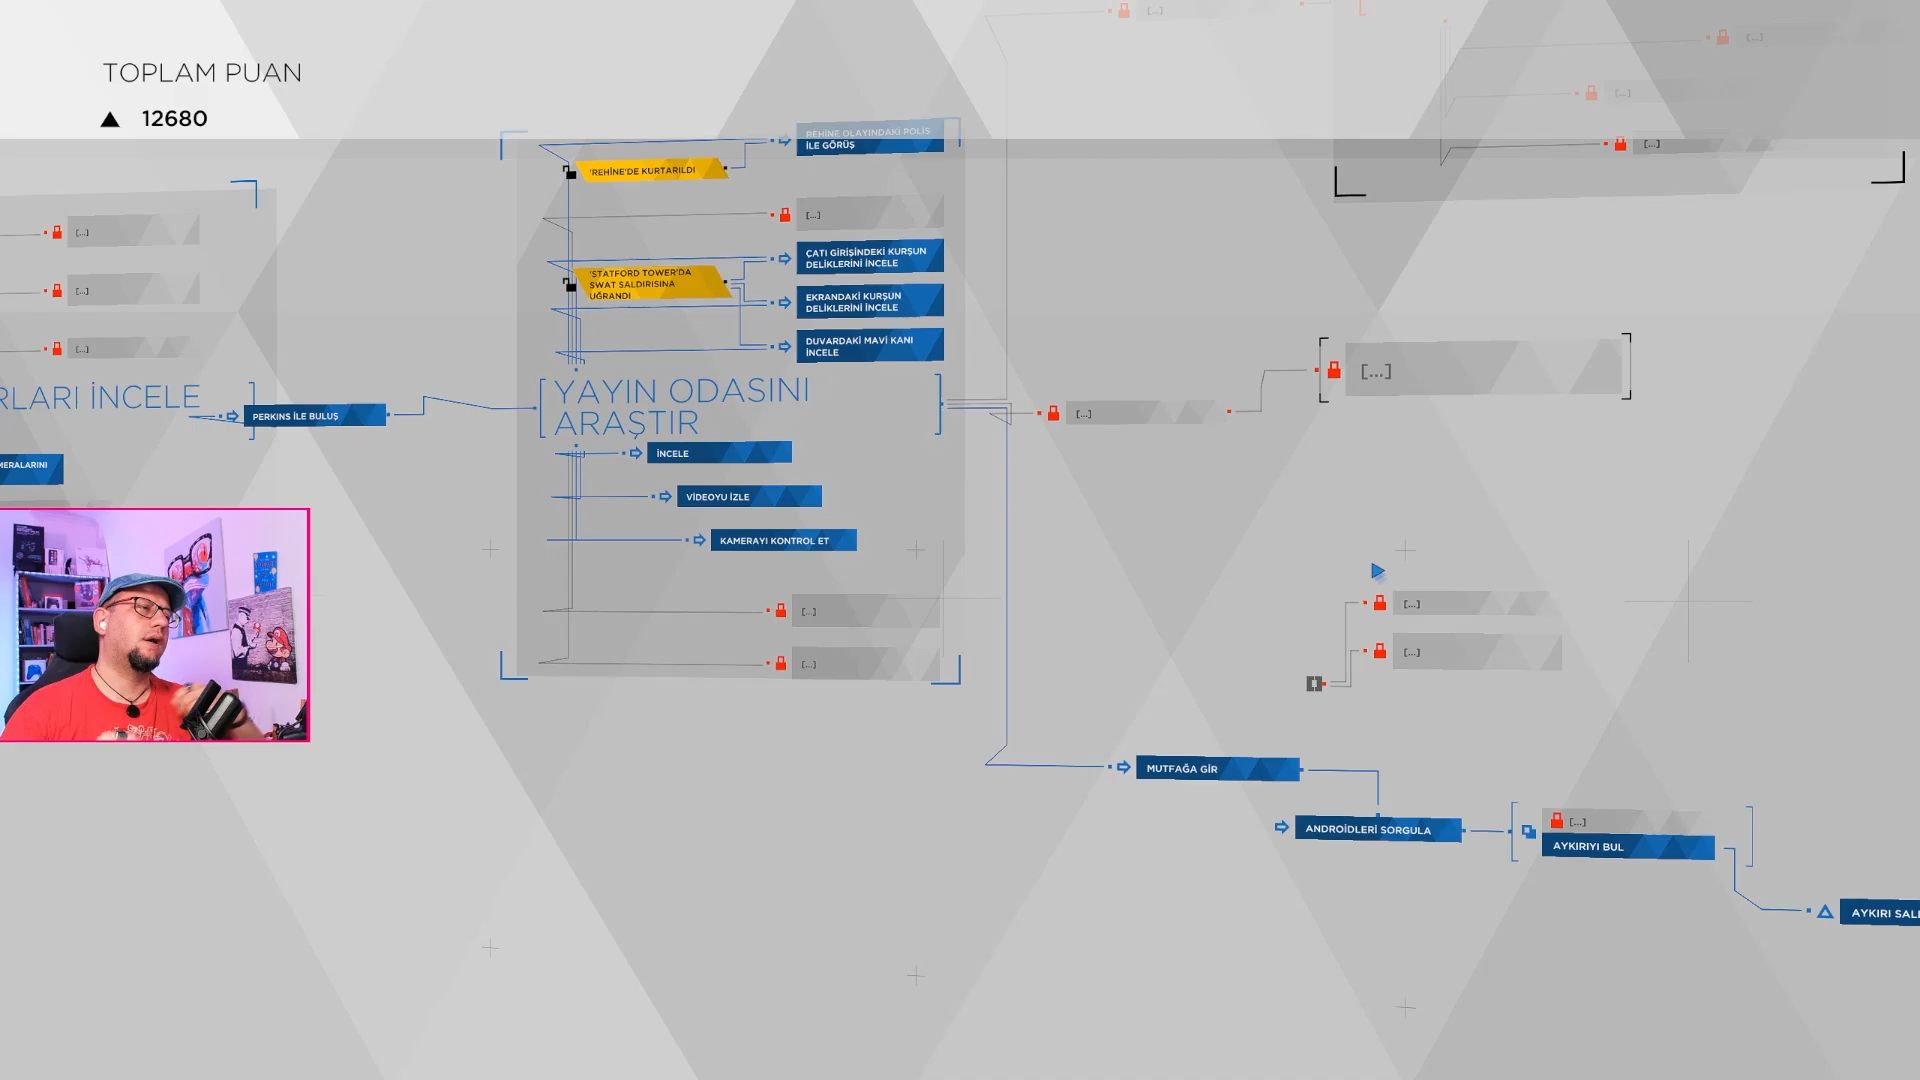 TOPLAM PUAN
12680
[...]
[...]
[...]
[...]
[...]
[...]
REHİNE OLAYINDAKİ POLİS
İLE GÖRÜŞ
'REHİNE'DE KURTARILDI
[...]
[...]
ÇATI GİRİŞİNDEKİ KURŞUN
DELİKLERİNİ İNCELE
'STATFORD TOWER'DA
SWAT SALDIRISINA
UĞRANDI
EKRANDAKİ KURŞUN
DELİKLERİNİ İNCELE
DUVARDAKİ MAVİ KANI
İNCELE
[...]
[...]
RLARI İNCELE
PERKINS İLE BULUŞ
YAYIN ODASINI
ARAŞTIR
[...]
İNCELE
MERALARINI
VİDEOYU İZLE
KAMERAYI KONTROL ET
[...]
[...]
[...]
[...]
MUTFAĞA GİR
ANDROİDLERİ SORGULA
[...]
AYKIRIYI BUL
AYKIRI SALD